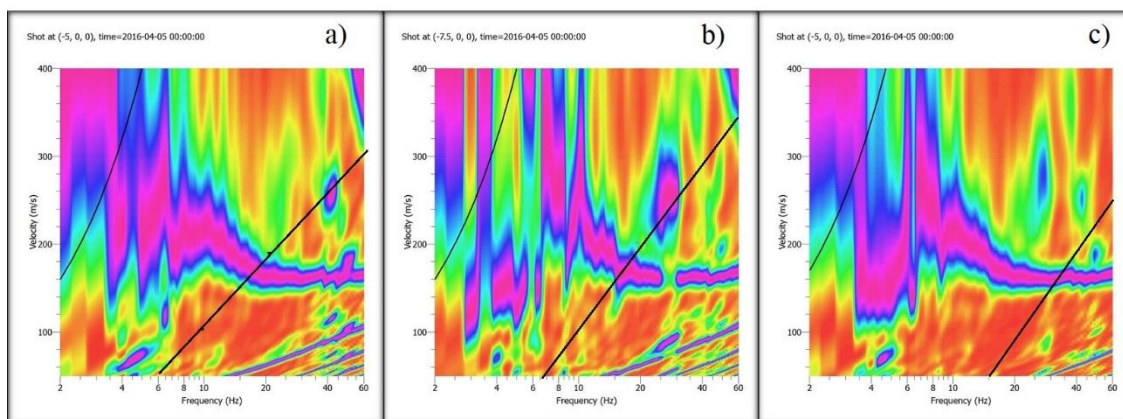 Shot at (-5, 0, 0), time=2016-04-05 00:00:00
a)
400
300
200
100
Velocity (m/s)
2 4 6 8 10 20 40 60
Frequency (Hz)
Shot at (-7.5, 0, 0), time=2016-04-05 00:00:00
b)
400
300
200
100
Velocity (m/s)
2 4 6 8 10 20 40 60
Frequency (Hz)
Shot at (-5, 0, 0), time=2016-04-05 00:00:00
c)
400
300
200
100
Velocity (m/s)
2 4 6 8 10 20 40 60
Frequency (Hz)